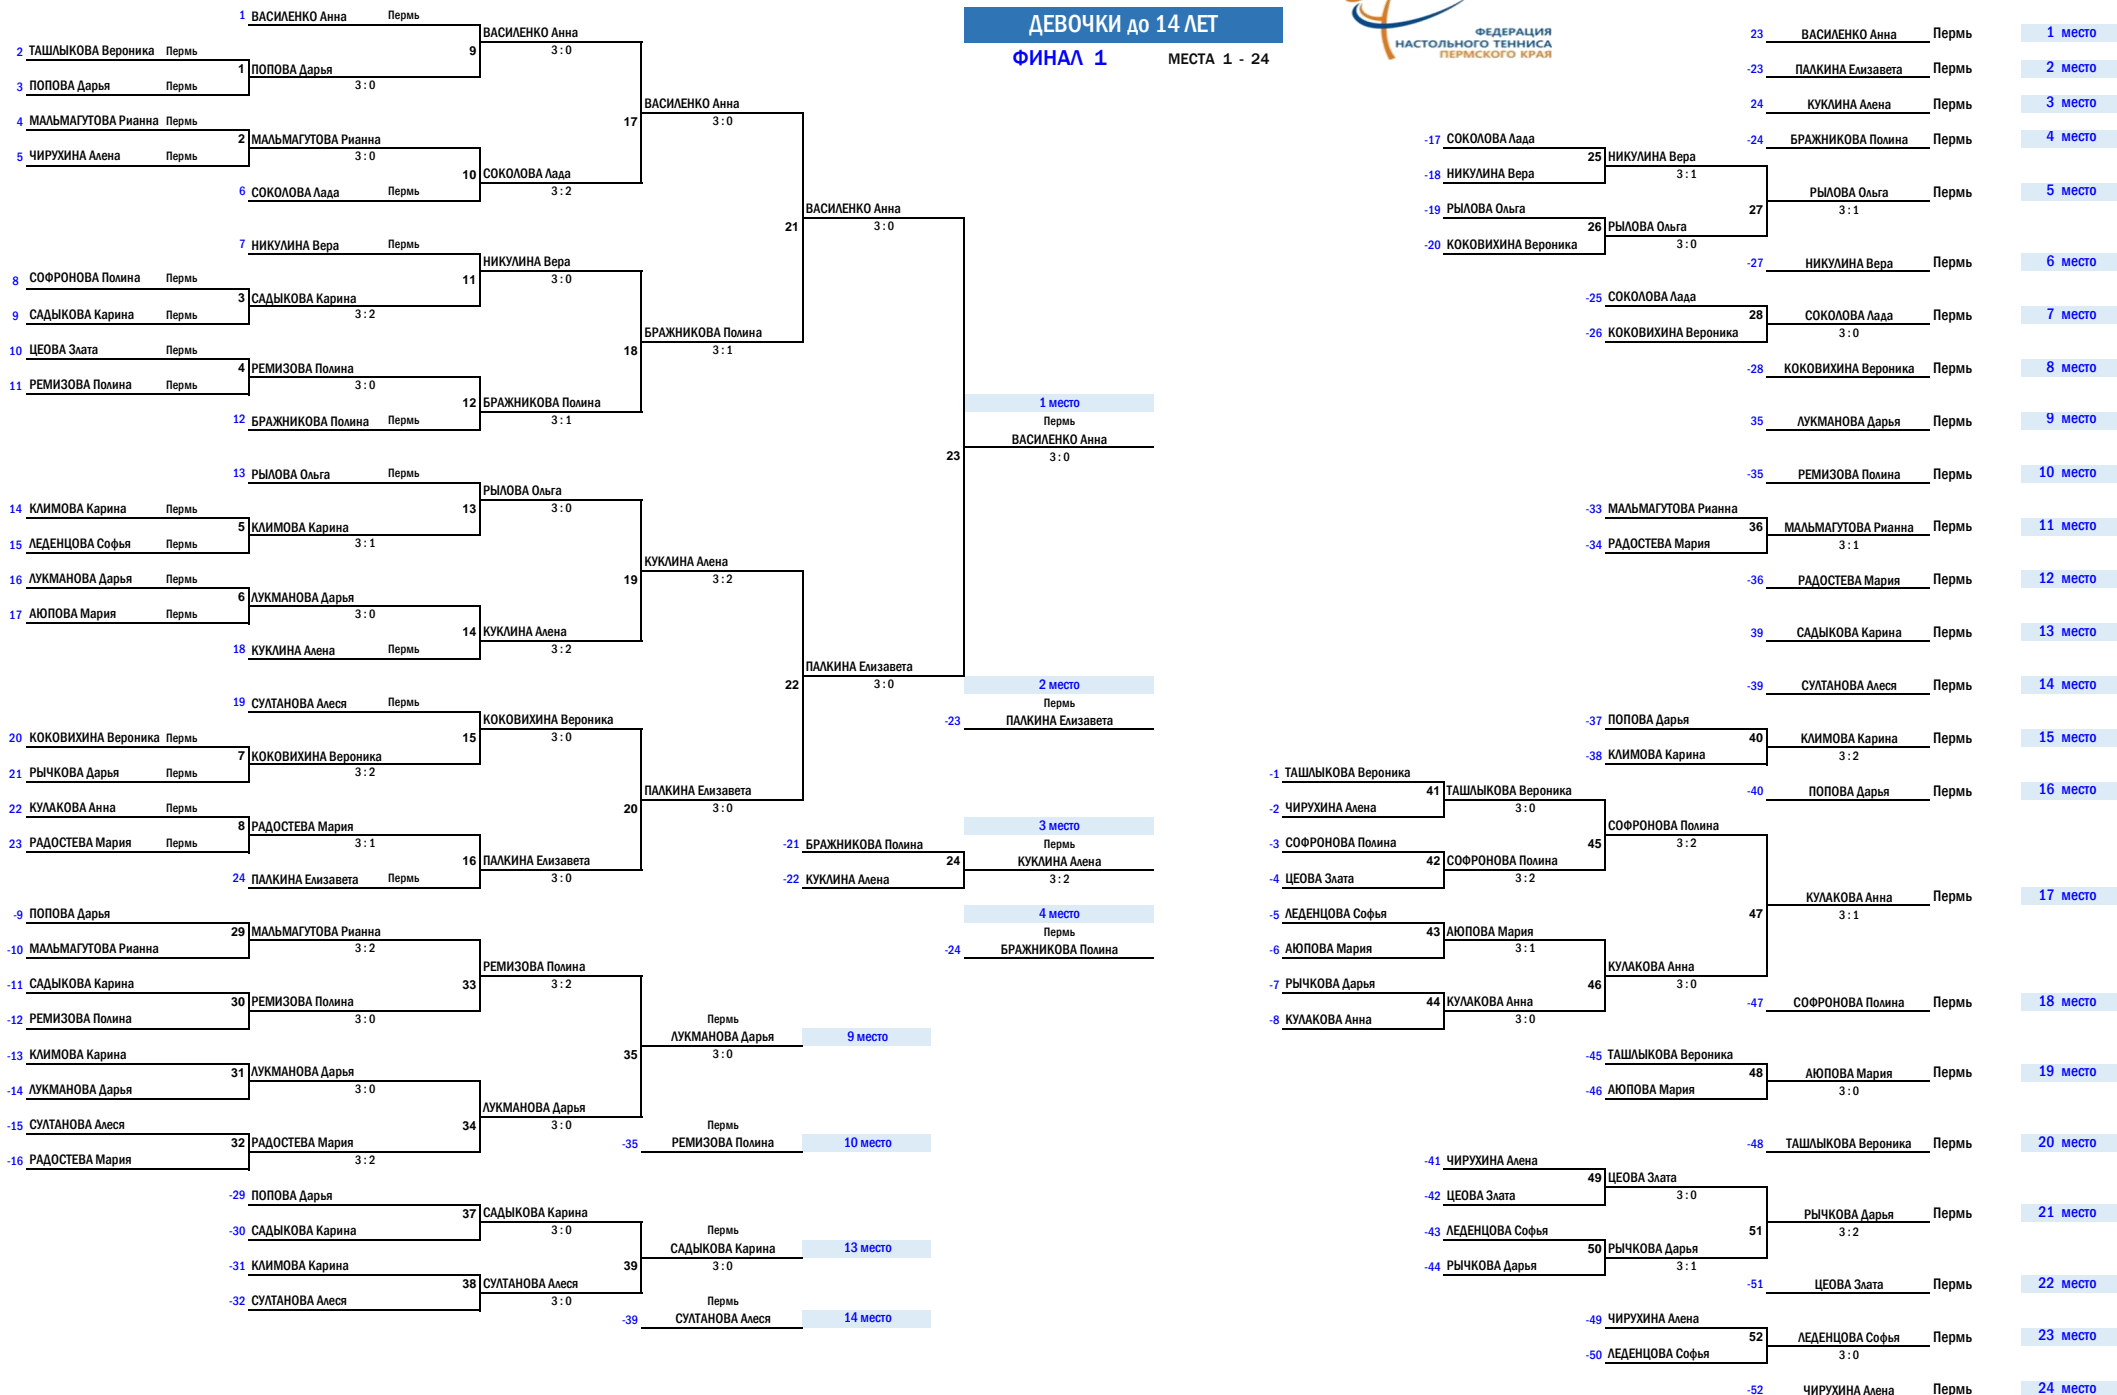 ДЕВОЧКИ до 14 ЛЕТ
ФИНАЛ 1 МЕСТА 1 - 24
ФЕДЕРАЦИЯ
НАСТОЛЬНОГО ТЕННИСА
ПЕРМСКОГО КРАЯ
1 ВАСИЛЕНКО Анна Пермь
ВАСИЛЕНКО Анна
2 ТАШЛЫКОВА Вероника Пермь
9 3:0
1 ПОПОВА Дарья
3 ПОПОВА Дарья Пермь
3:0
ВАСИЛЕНКО Анна
4 МАЛЬМАГУТОВА Рианна Пермь
17 3:0
2 МАЛЬМАГУТОВА Рианна
5 ЧИРУХИНА Алена Пермь
3:0
10 СОКОЛОВА Лада
6 СОКОЛОВА Лада Пермь
3:2
ВАСИЛЕНКО Анна
21 3:0
7 НИКУЛИНА Вера Пермь
НИКУЛИНА Вера
8 СОФРОНОВА Полина Пермь
11 3:0
3 САДЫКОВА Карина
9 САДЫКОВА Карина Пермь
3:2
БРАЖНИКОВА Полина
10 ЦЕОВА Злата Пермь
18 3:1
4 РЕМИЗОВА Полина
11 РЕМИЗОВА Полина Пермь
3:0
12 БРАЖНИКОВА Полина
12 БРАЖНИКОВА Полина Пермь
3:1
1 место
Пермь
ВАСИЛЕНКО Анна
23 3:0
13 РЫЛОВА Ольга Пермь
РЫЛОВА Ольга
14 КЛИМОВА Карина Пермь
13 3:0
5 КЛИМОВА Карина
15 ЛЕДЕНЦОВА Софья Пермь
3:1
КУКЛИНА Алена
16 ЛУКМАНОВА Дарья Пермь
19 3:2
6 ЛУКМАНОВА Дарья
17 АЮПОВА Мария Пермь
3:0
14 КУКЛИНА Алена
18 КУКЛИНА Алена Пермь
3:2
ПАЛКИНА Елизавета
22 3:0
2 место
Пермь
-23 ПАЛКИНА Елизавета
19 СУЛТАНОВА Алеся Пермь
КОКОВИХИНА Вероника
20 КОКОВИХИНА Вероника Пермь
15 3:0
7 КОКОВИХИНА Вероника
21 РЫЧКОВА Дарья Пермь
3:2
ПАЛКИНА Елизавета
22 КУЛАКОВА Анна Пермь
20 3:0
8 РАДОСТЕВА Мария
23 РАДОСТЕВА Мария Пермь
3:1
16 ПАЛКИНА Елизавета
24 ПАЛКИНА Елизавета Пермь
3:0
3 место
-21 БРАЖНИКОВА Полина Пермь
24 КУКЛИНА Алена
-22 КУКЛИНА Алена 3:2
4 место
Пермь
-24 БРАЖНИКОВА Полина
-9 ПОПОВА Дарья
29 МАЛЬМАГУТОВА Рианна
-10 МАЛЬМАГУТОВА Рианна 3:2
РЕМИЗОВА Полина
-11 САДЫКОВА Карина
33 3:2
30 РЕМИЗОВА Полина
-12 РЕМИЗОВА Полина 3:0
Пермь
ЛУКМАНОВА Дарья 9 место
-13 КЛИМОВА Карина
35 3:0
31 ЛУКМАНОВА Дарья
-14 ЛУКМАНОВА Дарья 3:0
ЛУКМАНОВА Дарья
-15 СУЛТАНОВА Алеся
34 3:0
Пермь
32 РАДОСТЕВА Мария
-35 РЕМИЗОВА Полина 10 место
-16 РАДОСТЕВА Мария 3:2
-29 ПОПОВА Дарья
37 САДЫКОВА Карина
-30 САДЫКОВА Карина 3:0
Пермь
САДЫКОВА Карина 13 место
-31 КЛИМОВА Карина
39 3:0
38 СУЛТАНОВА Алеся
-32 СУЛТАНОВА Алеся 3:0
Пермь
-39 СУЛТАНОВА Алеся 14 место
23 ВАСИЛЕНКО Анна Пермь 1 место
-23 ПАЛКИНА Елизавета Пермь 2 место
24 КУКЛИНА Алена Пермь 3 место
-24 БРАЖНИКОВА Полина Пермь 4 место
-17 СОКОЛОВА Лада
25 НИКУЛИНА Вера
-18 НИКУЛИНА Вера 3:1
РЫЛОВА Ольга Пермь 5 место
-19 РЫЛОВА Ольга
27 3:1
26 РЫЛОВА Ольга
-20 КОКОВИХИНА Вероника 3:0
-27 НИКУЛИНА Вера Пермь 6 место
-25 СОКОЛОВА Лада
28 СОКОЛОВА Лада Пермь 7 место
-26 КОКОВИХИНА Вероника 3:0
-28 КОКОВИХИНА Вероника Пермь 8 место
35 ЛУКМАНОВА Дарья Пермь 9 место
-35 РЕМИЗОВА Полина Пермь 10 место
-33 МАЛЬМАГУТОВА Рианна
36 МАЛЬМАГУТОВА Рианна Пермь 11 место
-34 РАДОСТЕВА Мария 3:1
-36 РАДОСТЕВА Мария Пермь 12 место
39 САДЫКОВА Карина Пермь 13 место
-39 СУЛТАНОВА Алеся Пермь 14 место
-37 ПОПОВА Дарья
40 КЛИМОВА Карина Пермь 15 место
-38 КЛИМОВА Карина 3:2
-40 ПОПОВА Дарья Пермь 16 место
-1 ТАШЛЫКОВА Вероника
41 ТАШЛЫКОВА Вероника
-2 ЧИРУХИНА Алена 3:0
СОФРОНОВА Полина
-3 СОФРОНОВА Полина
45 3:2
42 СОФРОНОВА Полина
-4 ЦЕОВА Злата 3:2
КУЛАКОВА Анна Пермь 17 место
-5 ЛЕДЕНЦОВА Софья
47 3:1
43 АЮПОВА Мария
-6 АЮПОВА Мария 3:1
КУЛАКОВА Анна
-7 РЫЧКОВА Дарья
46 3:0
44 КУЛАКОВА Анна
-8 КУЛАКОВА Анна 3:0
-47 СОФРОНОВА Полина Пермь 18 место
-45 ТАШЛЫКОВА Вероника
48 АЮПОВА Мария Пермь 19 место
-46 АЮПОВА Мария 3:0
-48 ТАШЛЫКОВА Вероника Пермь 20 место
-41 ЧИРУХИНА Алена
49 ЦЕОВА Злата
-42 ЦЕОВА Злата 3:0
РЫЧКОВА Дарья Пермь 21 место
-43 ЛЕДЕНЦОВА Софья
51 3:2
50 РЫЧКОВА Дарья
-44 РЫЧКОВА Дарья 3:1
-51 ЦЕОВА Злата Пермь 22 место
-49 ЧИРУХИНА Алена
52 ЛЕДЕНЦОВА Софья Пермь 23 место
-50 ЛЕДЕНЦОВА Софья 3:0
-52 ЧИРУХИНА Алена Пермь 24 место